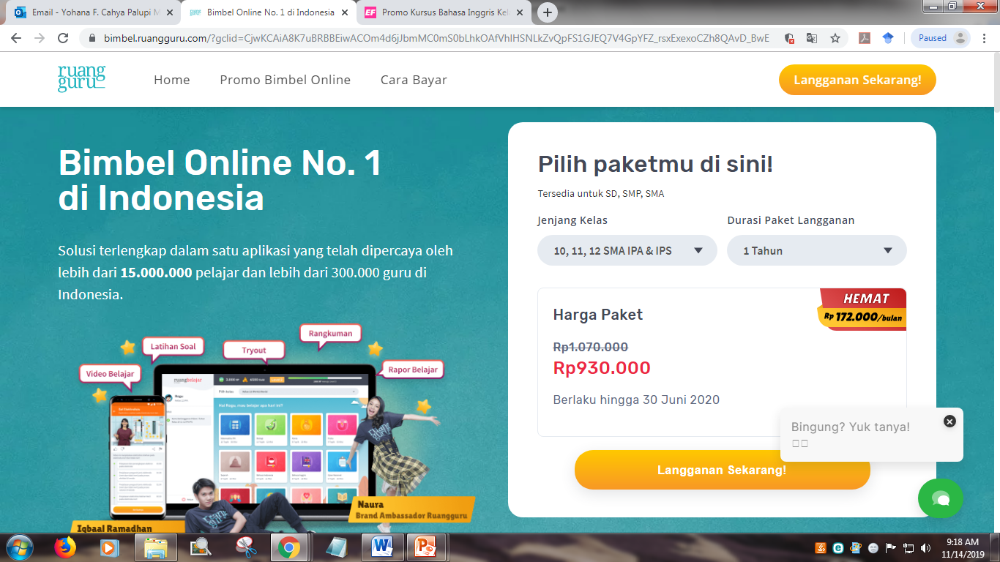 Email - Yohana F. Cahya Palupi M
Bimbel Online No. 1 di Indonesia
EF
Promo Kursus Bahasa Inggris Kel
bimbel.ruangguru.com/?gclid=CjwKCAiA8K7uBRBBEiwACOm4d6jJbmMC0mS0bLhkOAfVhIHSNLkZvQpFS1GJEQ7V4GpYFZ_rsxExexoCZh8QAvD_BwE
Paused
ruang
guru
Home
Promo Bimbel Online
Cara Bayar
Langganan Sekarang!
Bimbel Online No. 1
di Indonesia
Solusi terlengkap dalam satu aplikasi yang telah dipercaya oleh
lebih dari 15.000.000 pelajar dan lebih dari 300.000 guru di
Indonesia.
Rangkuman
Latihan Soal
Tryout
Rapor Belajar
Video Belajar
ruangbelajar
Naura
Brand Ambassador Ruangguru
Iqbaal Ramadhan
Pilih paketmu di sini!
Tersedia untuk SD, SMP, SMA
Jenjang Kelas
Durasi Paket Langganan
10, 11, 12 SMA IPA & IPS
1 Tahun
HEMAT
Rp 172.000/bulan
Harga Paket
Rp1.070.000
Rp930.000
Berlaku hingga 30 Juni 2020
Bingung? Yuk tanya!
Langganan Sekarang!
9:18 AM
11/14/2019